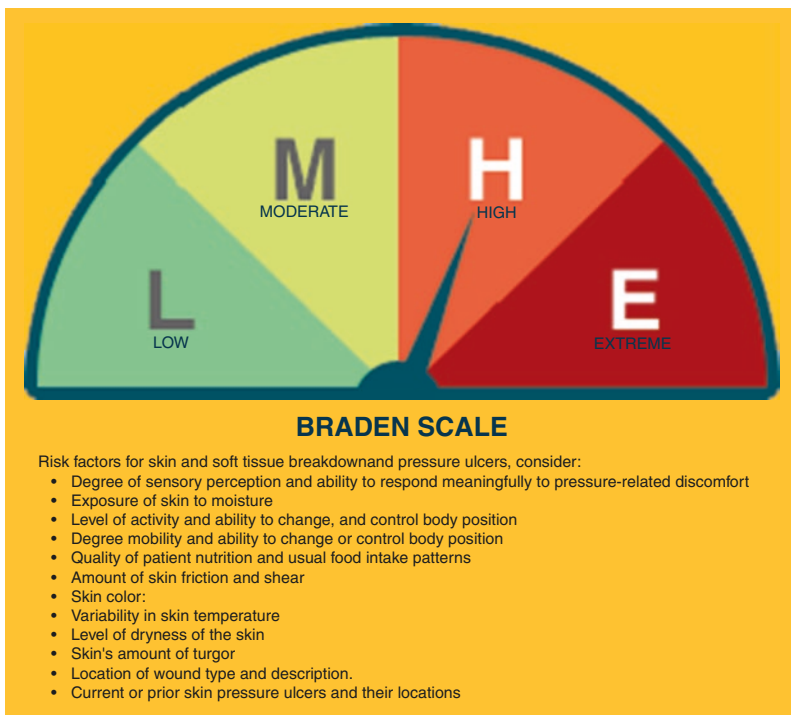 M
MODERATE
H
HIGH
L
LOW
E
EXTREME
BRADEN SCALE
Risk factors for skin and soft tissue breakdownand pressure ulcers, consider:
• Degree of sensory perception and ability to respond meaningfully to pressure-related discomfort
• Exposure of skin to moisture
• Level of activity and ability to change, and control body position
• Degree mobility and ability to change or control body position
• Quality of patient nutrition and usual food intake patterns
• Amount of skin friction and shear
• Skin color:
• Variability in skin temperature
• Level of dryness of the skin
• Skin's amount of turgor
• Location of wound type and description.
• Current or prior skin pressure ulcers and their locations